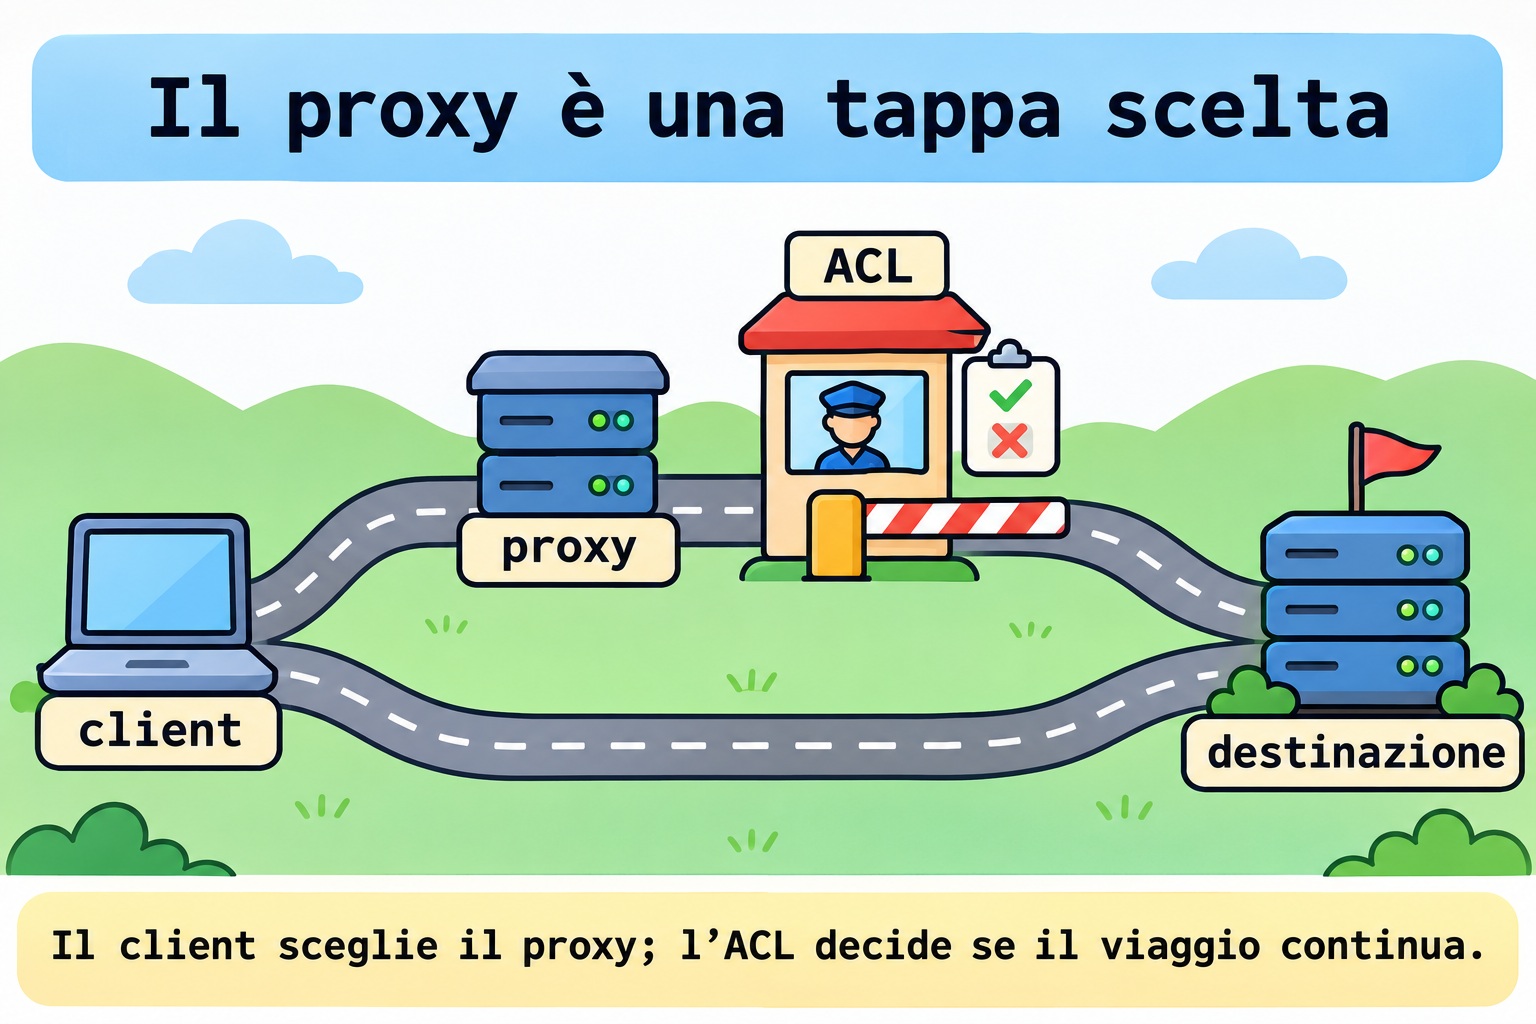 Il proxy è una tappa scelta
ACL
proxy
client
destinazione
Il client sceglie il proxy; l’ACL decide se il viaggio continua.